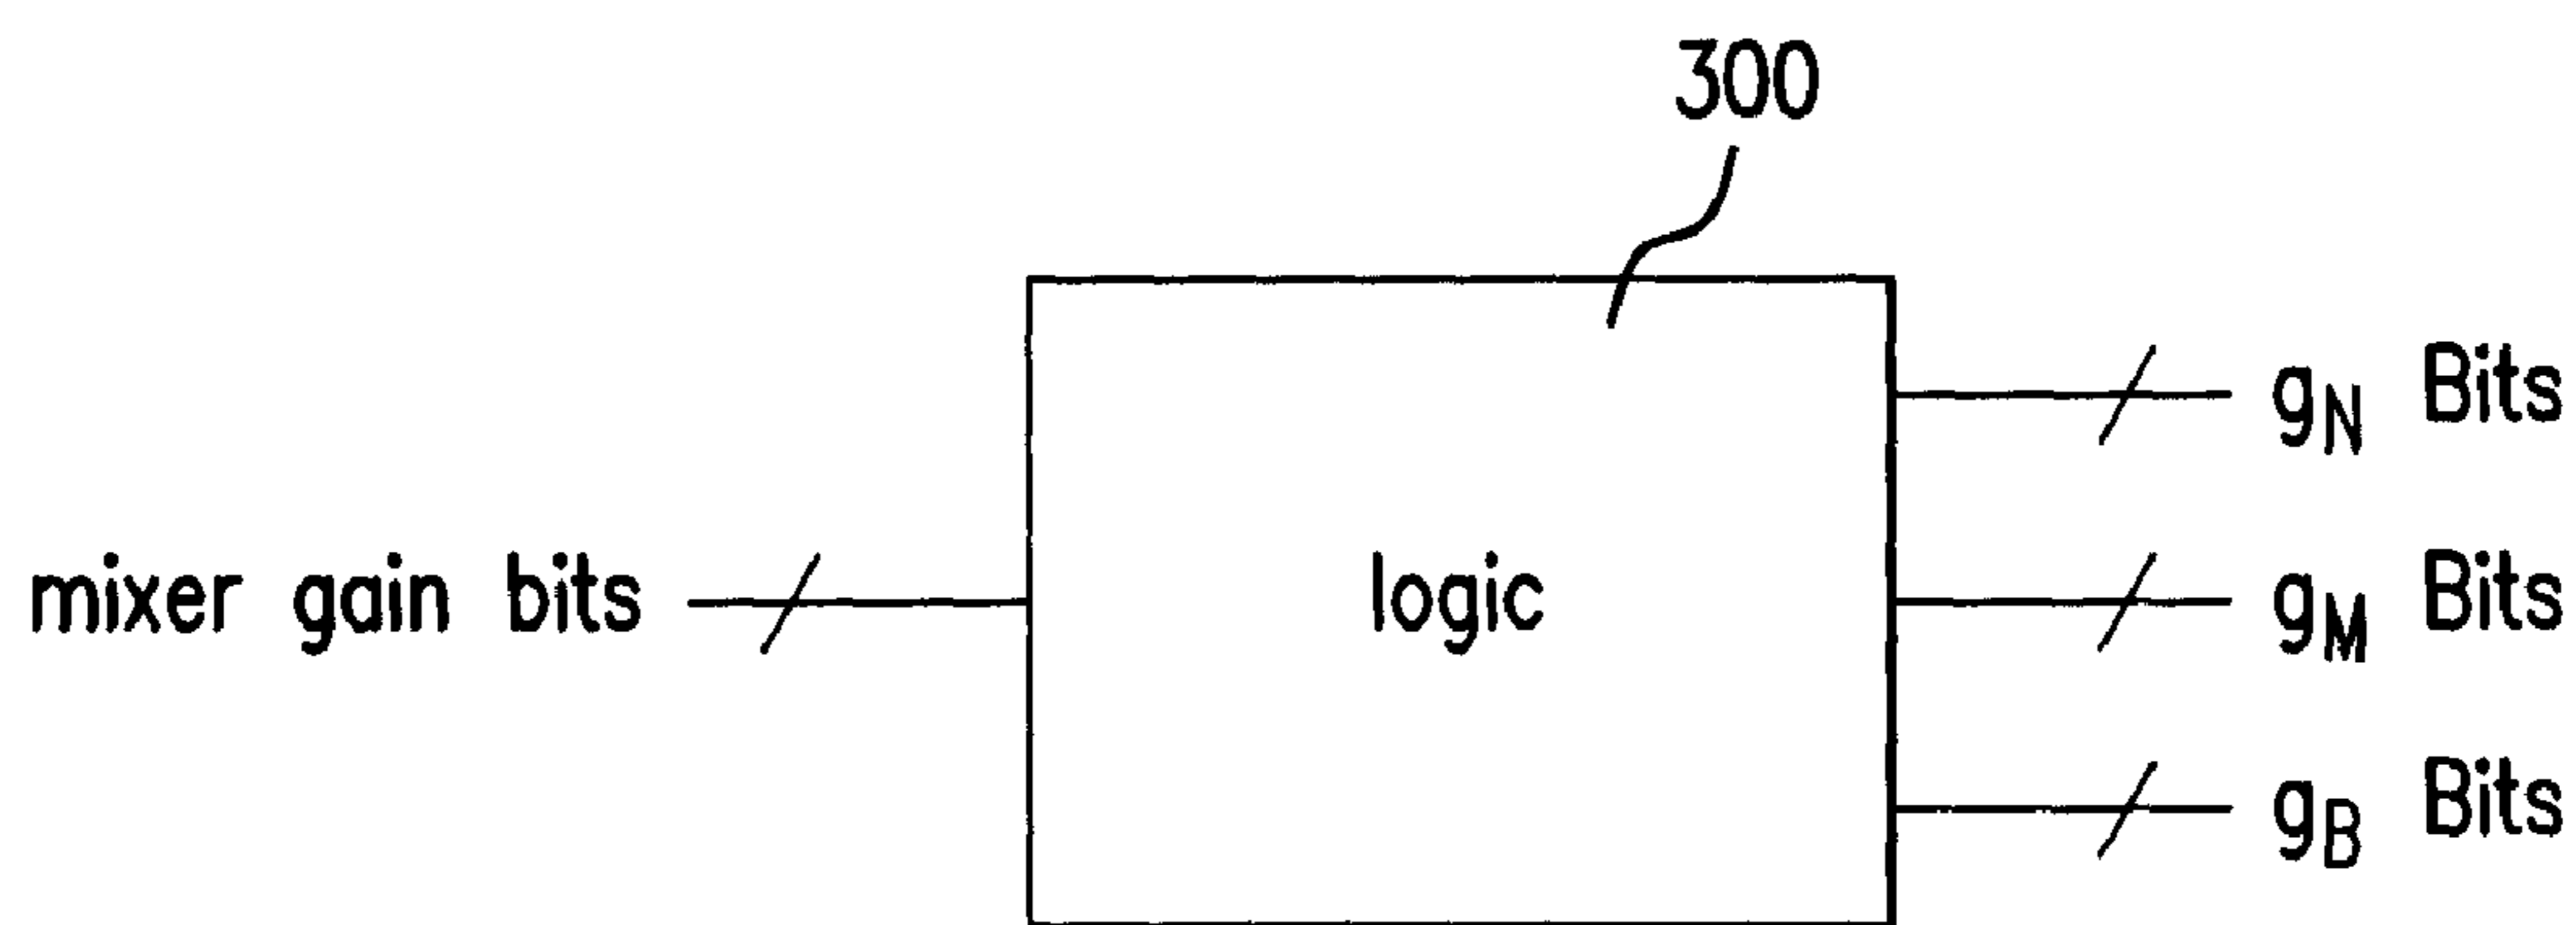 300
g_N Bits
mixer gain bits
logic
g_M Bits
g_B Bits